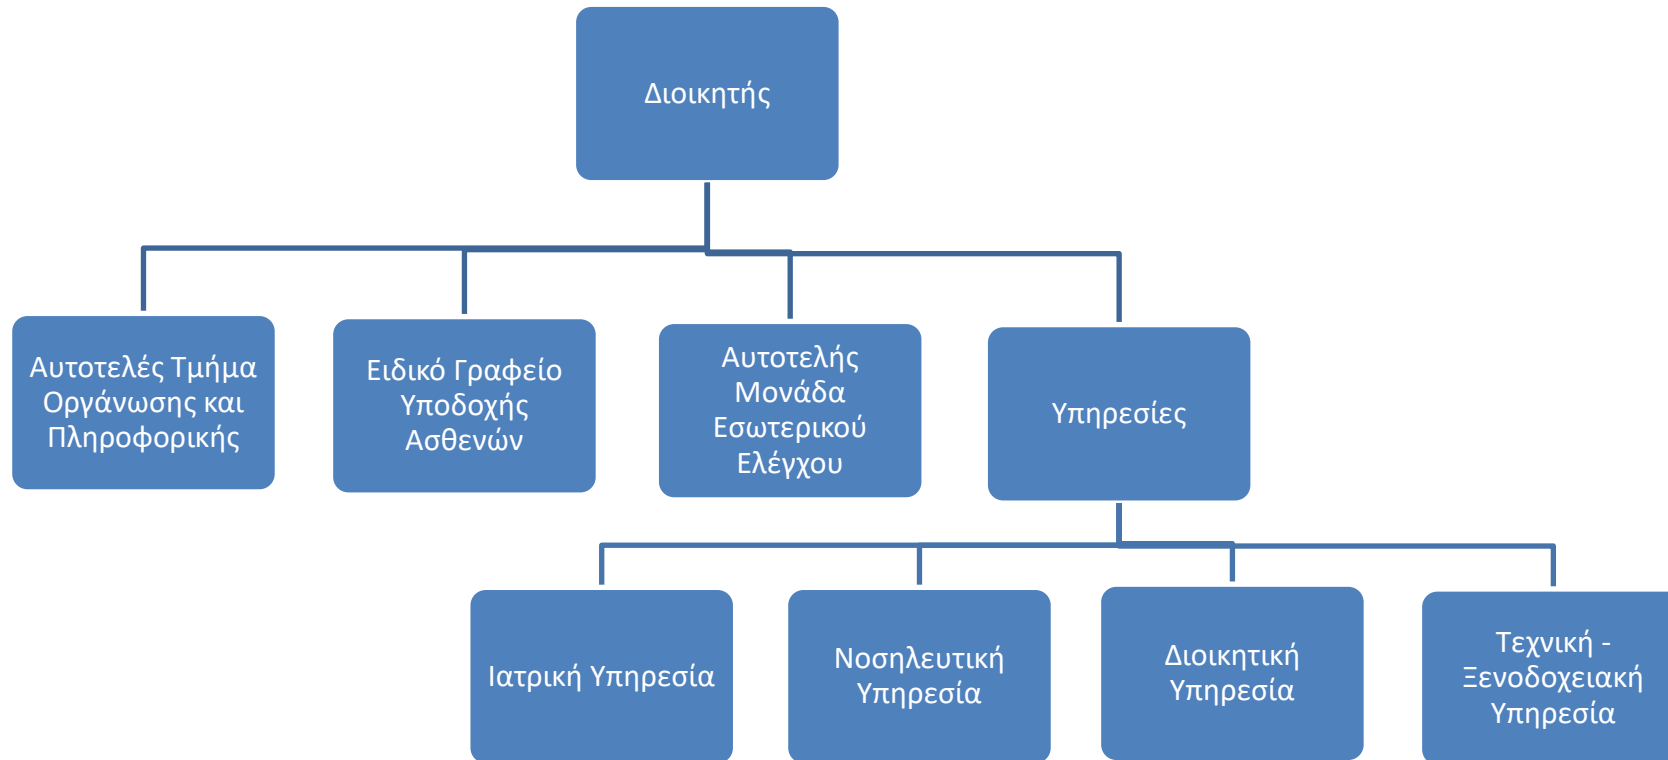 Διοικητής
Αυτοτελές Τμήμα
Οργάνωσης και
Πληροφορικής
Ειδικό Γραφείο
Υποδοχής
Ασθενών
Αυτοτελής
Μονάδα
Εσωτερικού
Ελέγχου
Υπηρεσίες
Ιατρική Υπηρεσία
Νοσηλευτική
Υπηρεσία
Διοικητική
Υπηρεσία
Τεχνική -
Ξενοδοχειακή
Υπηρεσία